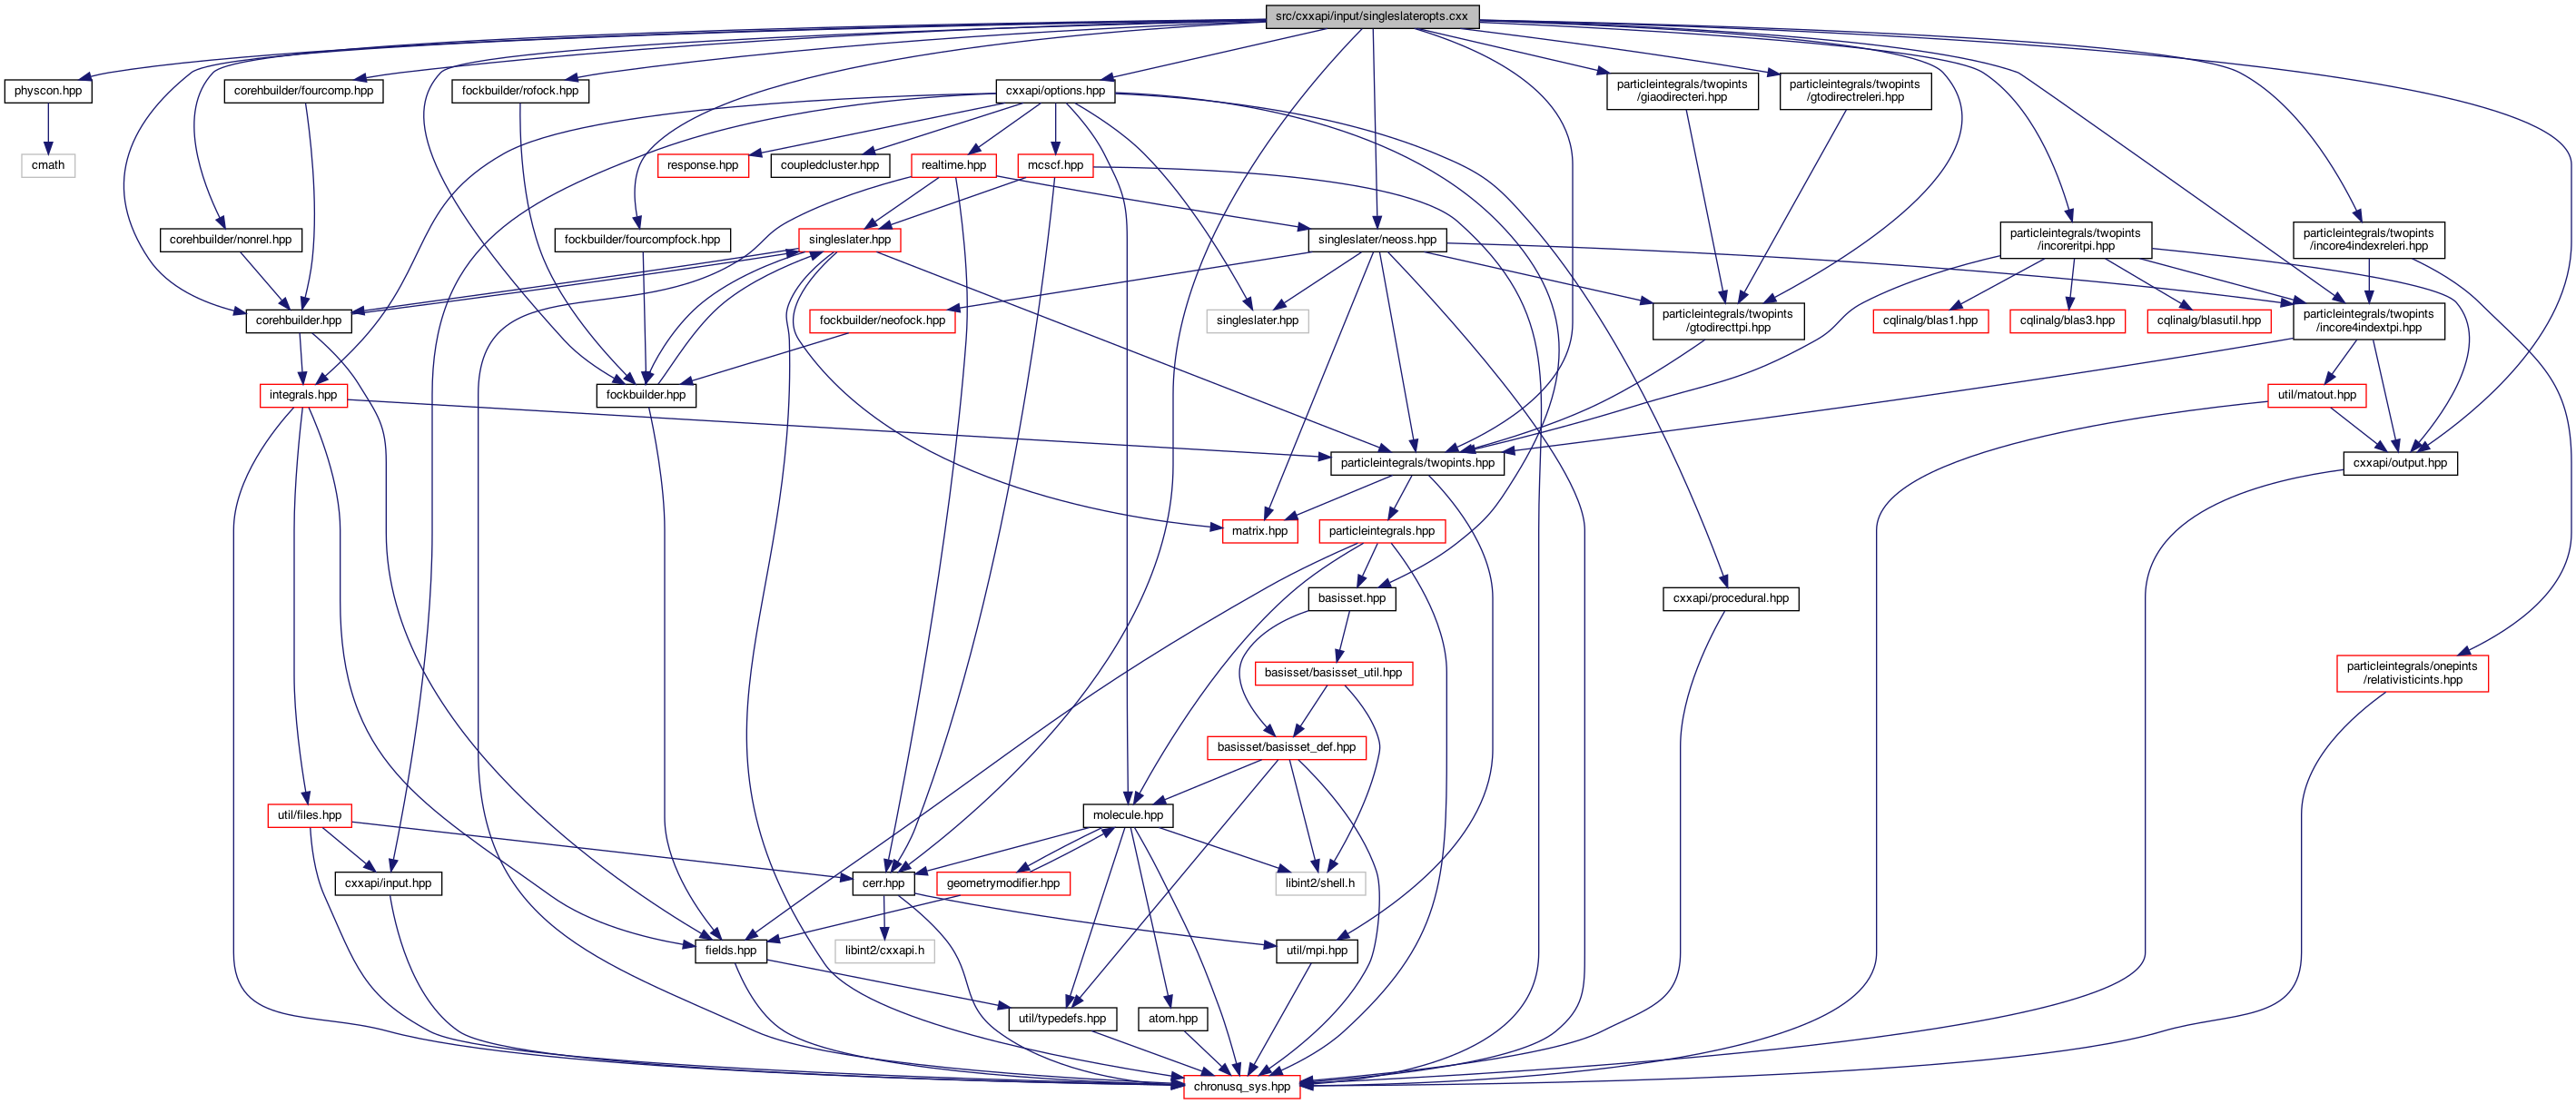 src/cxxapi/input/singleslateropts.cxx
physcon.hpp
corehbuilder/fourcomp.hpp
fockbuilder/rofock.hpp
cxxapi/options.hpp
particleintegrals/twopints
/giaodirecteri.hpp
particleintegrals/twopints
/gtodirectreleri.hpp
cmath
response.hpp
coupledcluster.hpp
realtime.hpp
mcscf.hpp
corehbuilder/nonrel.hpp
fockbuilder/fourcompfock.hpp
singleslater.hpp
singleslater/neoss.hpp
particleintegrals/twopints
/incoreritpi.hpp
particleintegrals/twopints
/incore4indexreleri.hpp
corehbuilder.hpp
fockbuilder/neofock.hpp
singleslater.hpp
particleintegrals/twopints
/gtodirecttpi.hpp
cqlinalg/blas1.hpp
cqlinalg/blas3.hpp
cqlinalg/blasutil.hpp
particleintegrals/twopints
/incore4indextpi.hpp
integrals.hpp
fockbuilder.hpp
util/matout.hpp
particleintegrals/twopints.hpp
cxxapi/output.hpp
matrix.hpp
particleintegrals.hpp
basisset.hpp
cxxapi/procedural.hpp
basisset/basisset_util.hpp
particleintegrals/onepints
/relativisticints.hpp
basisset/basisset_def.hpp
util/files.hpp
molecule.hpp
cxxapi/input.hpp
cerr.hpp
geometrymodifier.hpp
libint2/shell.h
fields.hpp
libint2/cxxapi.h
util/mpi.hpp
util/typedefs.hpp
atom.hpp
chronusq_sys.hpp